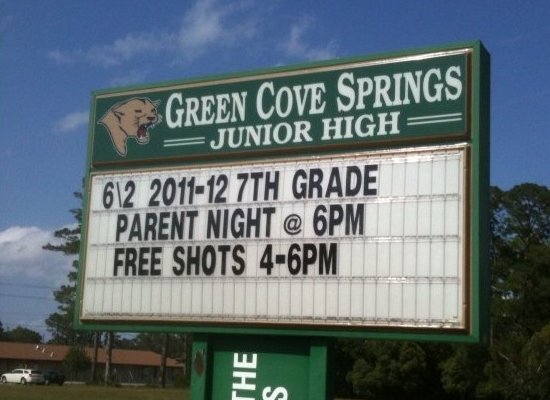 GREEN COVE SPRINGS
JUNIOR HIGH
6\2 2011-12 7TH GRADE
PARENT NIGHT @ 6PM
FREE SHOTS 4-6PM
THE